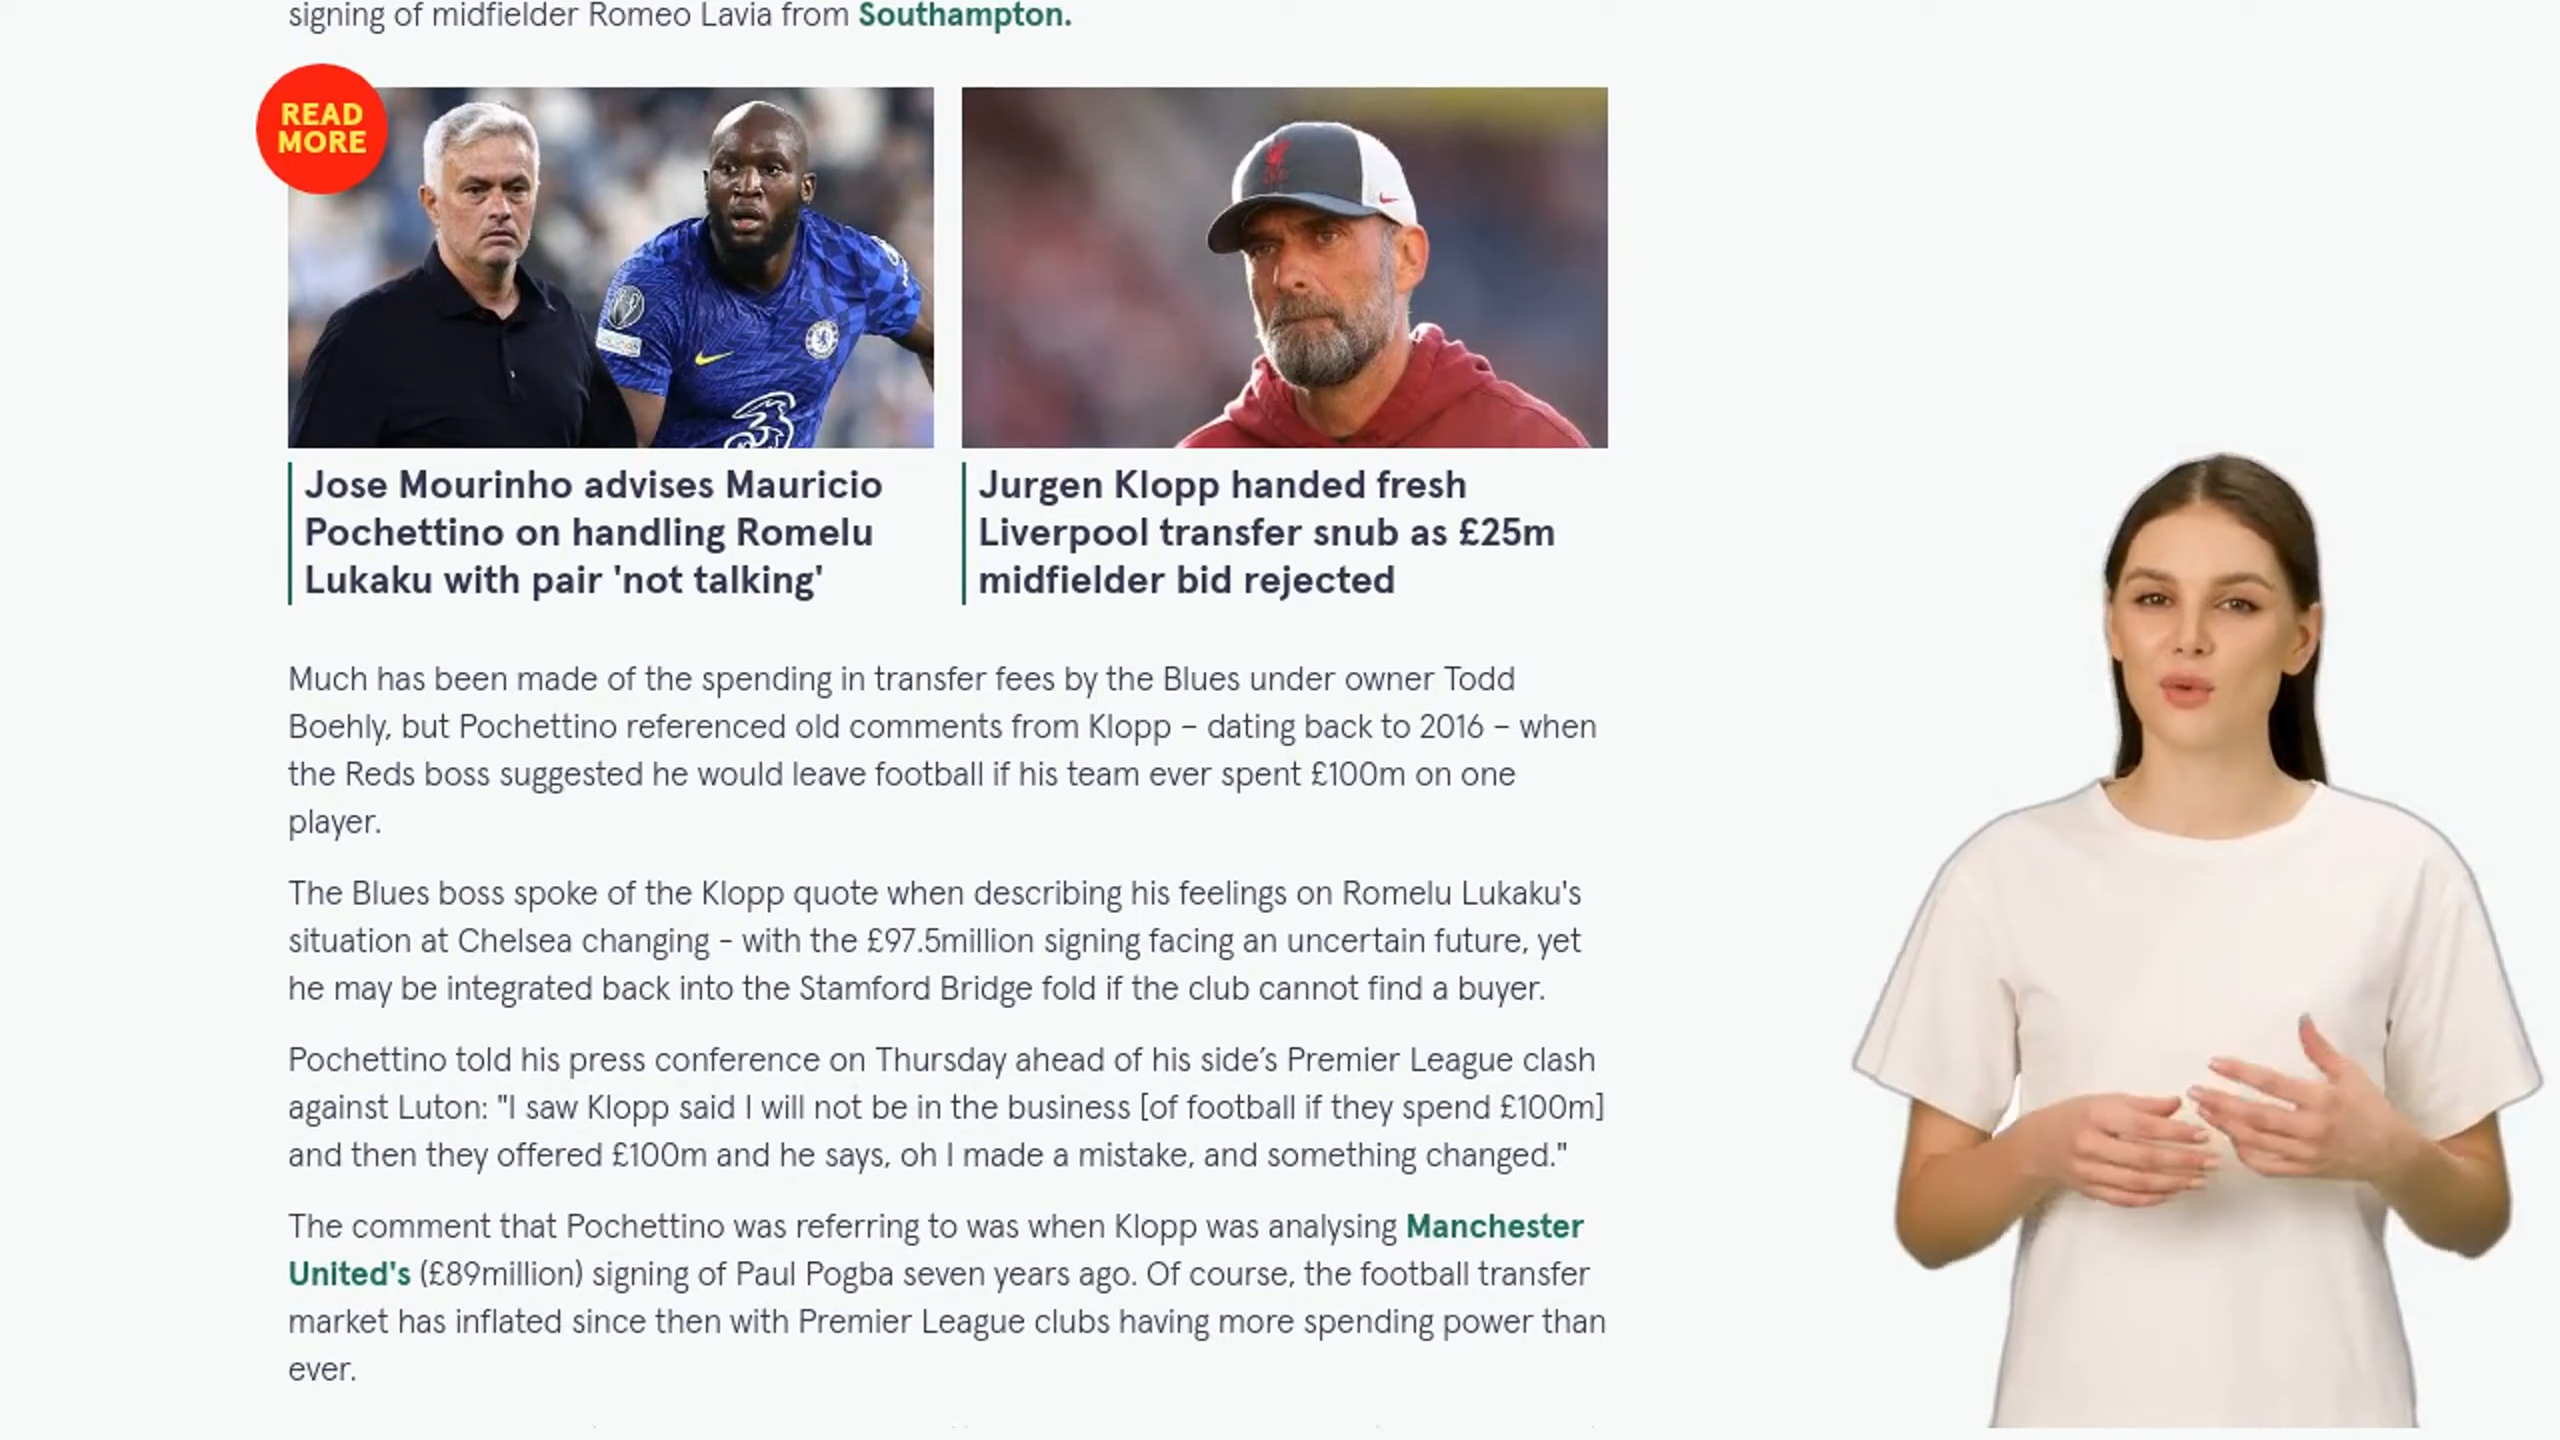 signing of midfielder Romeo Lavia from Southampton.
READ
MORE
Jose Mourinho advises Mauricio
Pochettino on handling Romelu
Lukaku with pair 'not talking'
Jurgen Klopp handed fresh
Liverpool transfer snub as £25m
midfielder bid rejected
Much has been made of the spending in transfer fees by the Blues under owner Todd
Boehly, but Pochettino referenced old comments from Klopp – dating back to 2016 – when
the Reds boss suggested he would leave football if his team ever spent £100m on one
player.
The Blues boss spoke of the Klopp quote when describing his feelings on Romelu Lukaku's
situation at Chelsea changing - with the £97.5million signing facing an uncertain future, yet
he may be integrated back into the Stamford Bridge fold if the club cannot find a buyer.
Pochettino told his press conference on Thursday ahead of his side’s Premier League clash
against Luton: "I saw Klopp said I will not be in the business [of football if they spend £100m]
and then they offered £100m and he says, oh I made a mistake, and something changed."
The comment that Pochettino was referring to was when Klopp was analysing Manchester
United's (£89million) signing of Paul Pogba seven years ago. Of course, the football transfer
market has inflated since then with Premier League clubs having more spending power than
ever.